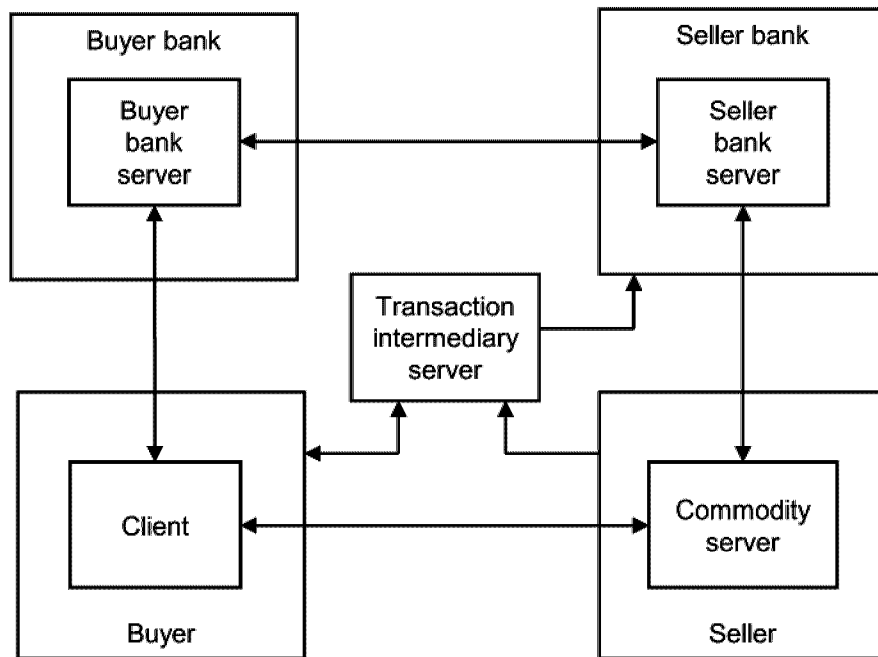 Buyer bank
Buyer
bank
server
Seller bank
Seller
bank
server
Transaction
intermediary
server
Client
Buyer
Commodity
server
Seller